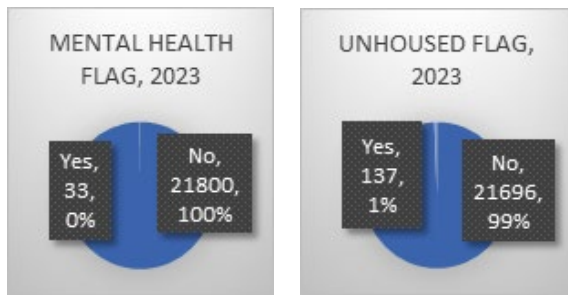 MENTAL HEALTH
FLAG, 2023
Yes,
33,
0%
No,
21800,
100%
UNHOUSED FLAG,
2023
Yes,
137,
1%
No,
21696,
99%